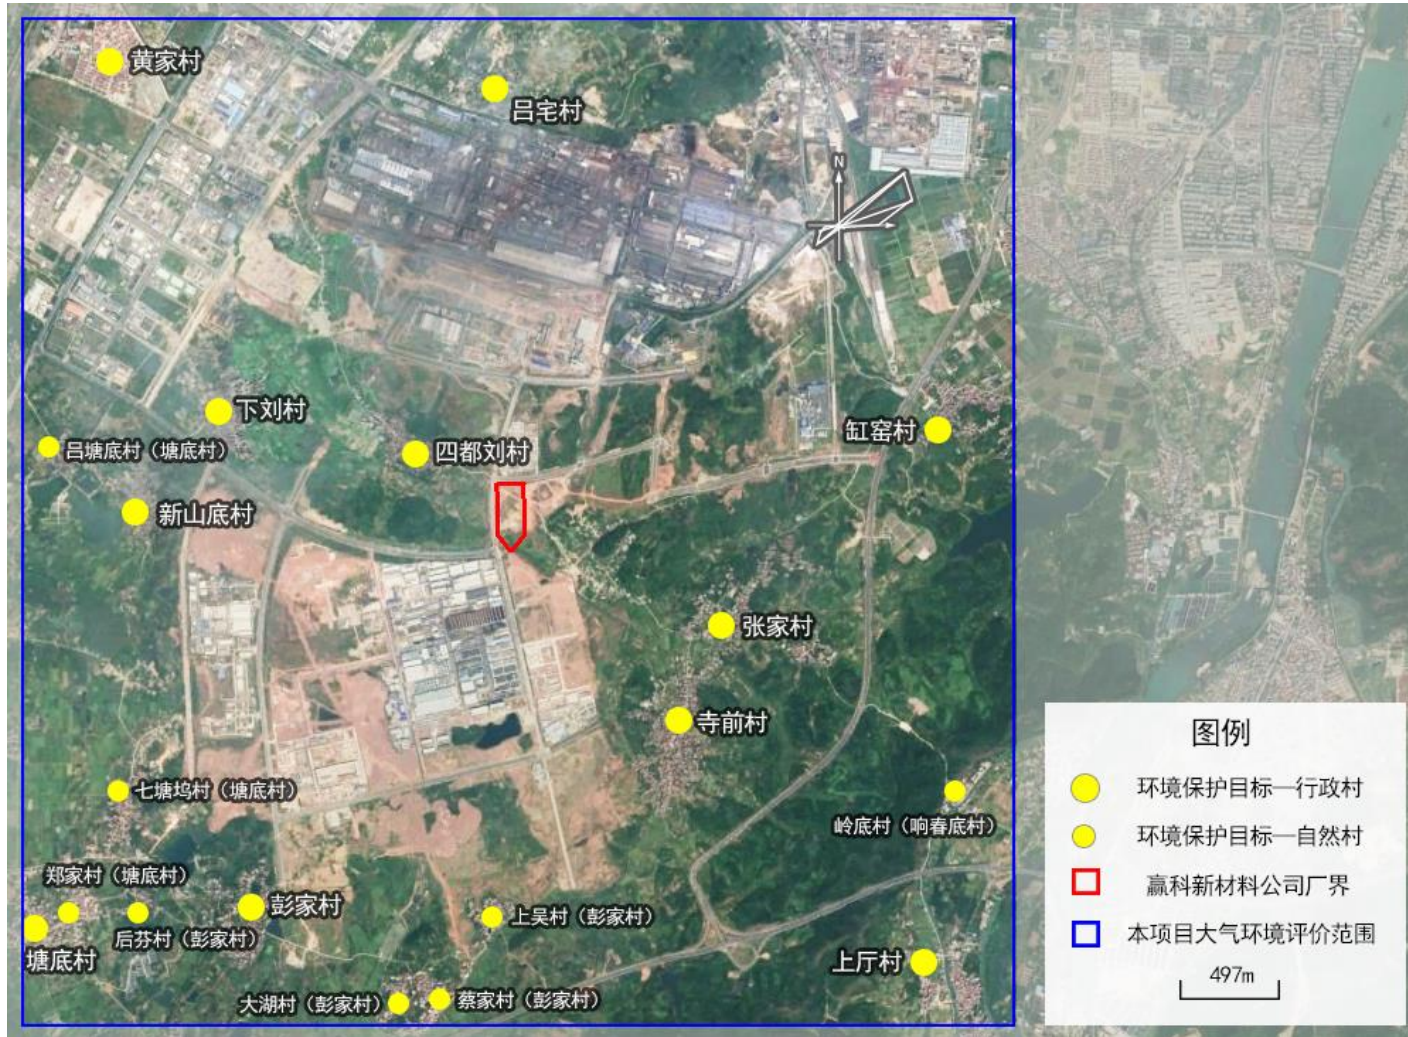 黄家村
吕宅村
N
下刘村
缸窑村
吕塘底村（塘底村）
四都刘村
新山底村
张家村
寺前村
七塘坞村（塘底村）
岭底村（响春底村）
郑家村（塘底村）
彭家村
上吴村（彭家村）
后芬村（彭家村）
塘底村
上厅村
大湖村（彭家村）
蔡家村（彭家村）
图例
环境保护目标—行政村
环境保护目标—自然村
赢科新材料公司厂界
本项目大气环境评价范围
497m